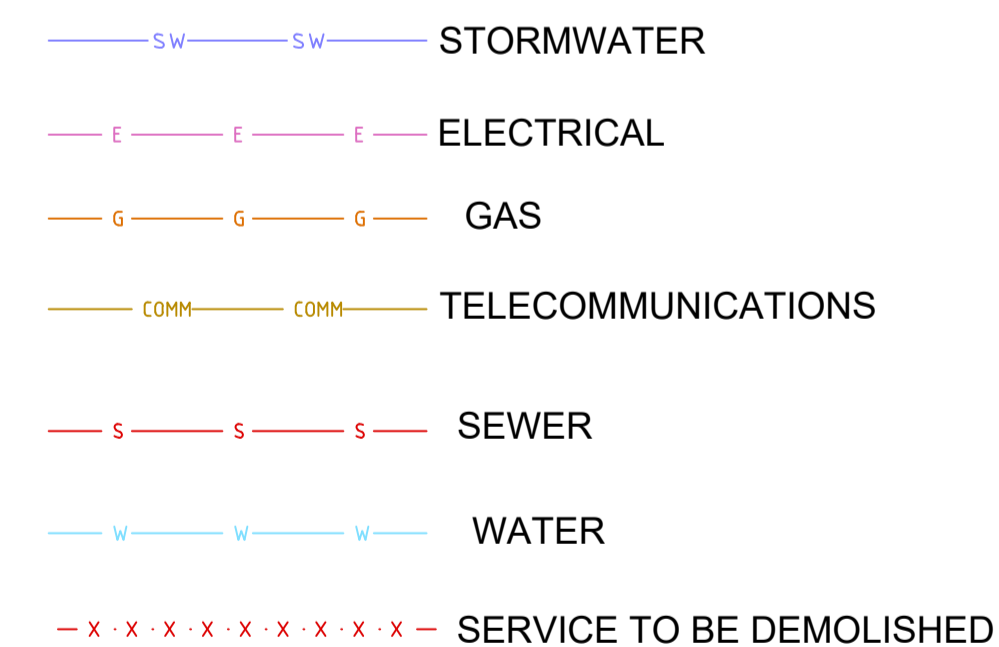 SW SW STORMWATER
E E E ELECTRICAL
G G G GAS
COMM COMM TELECOMMUNICATIONS
S S S SEWER
W W W WATER
X X X X X X X X X SERVICE TO BE DEMOLISHED